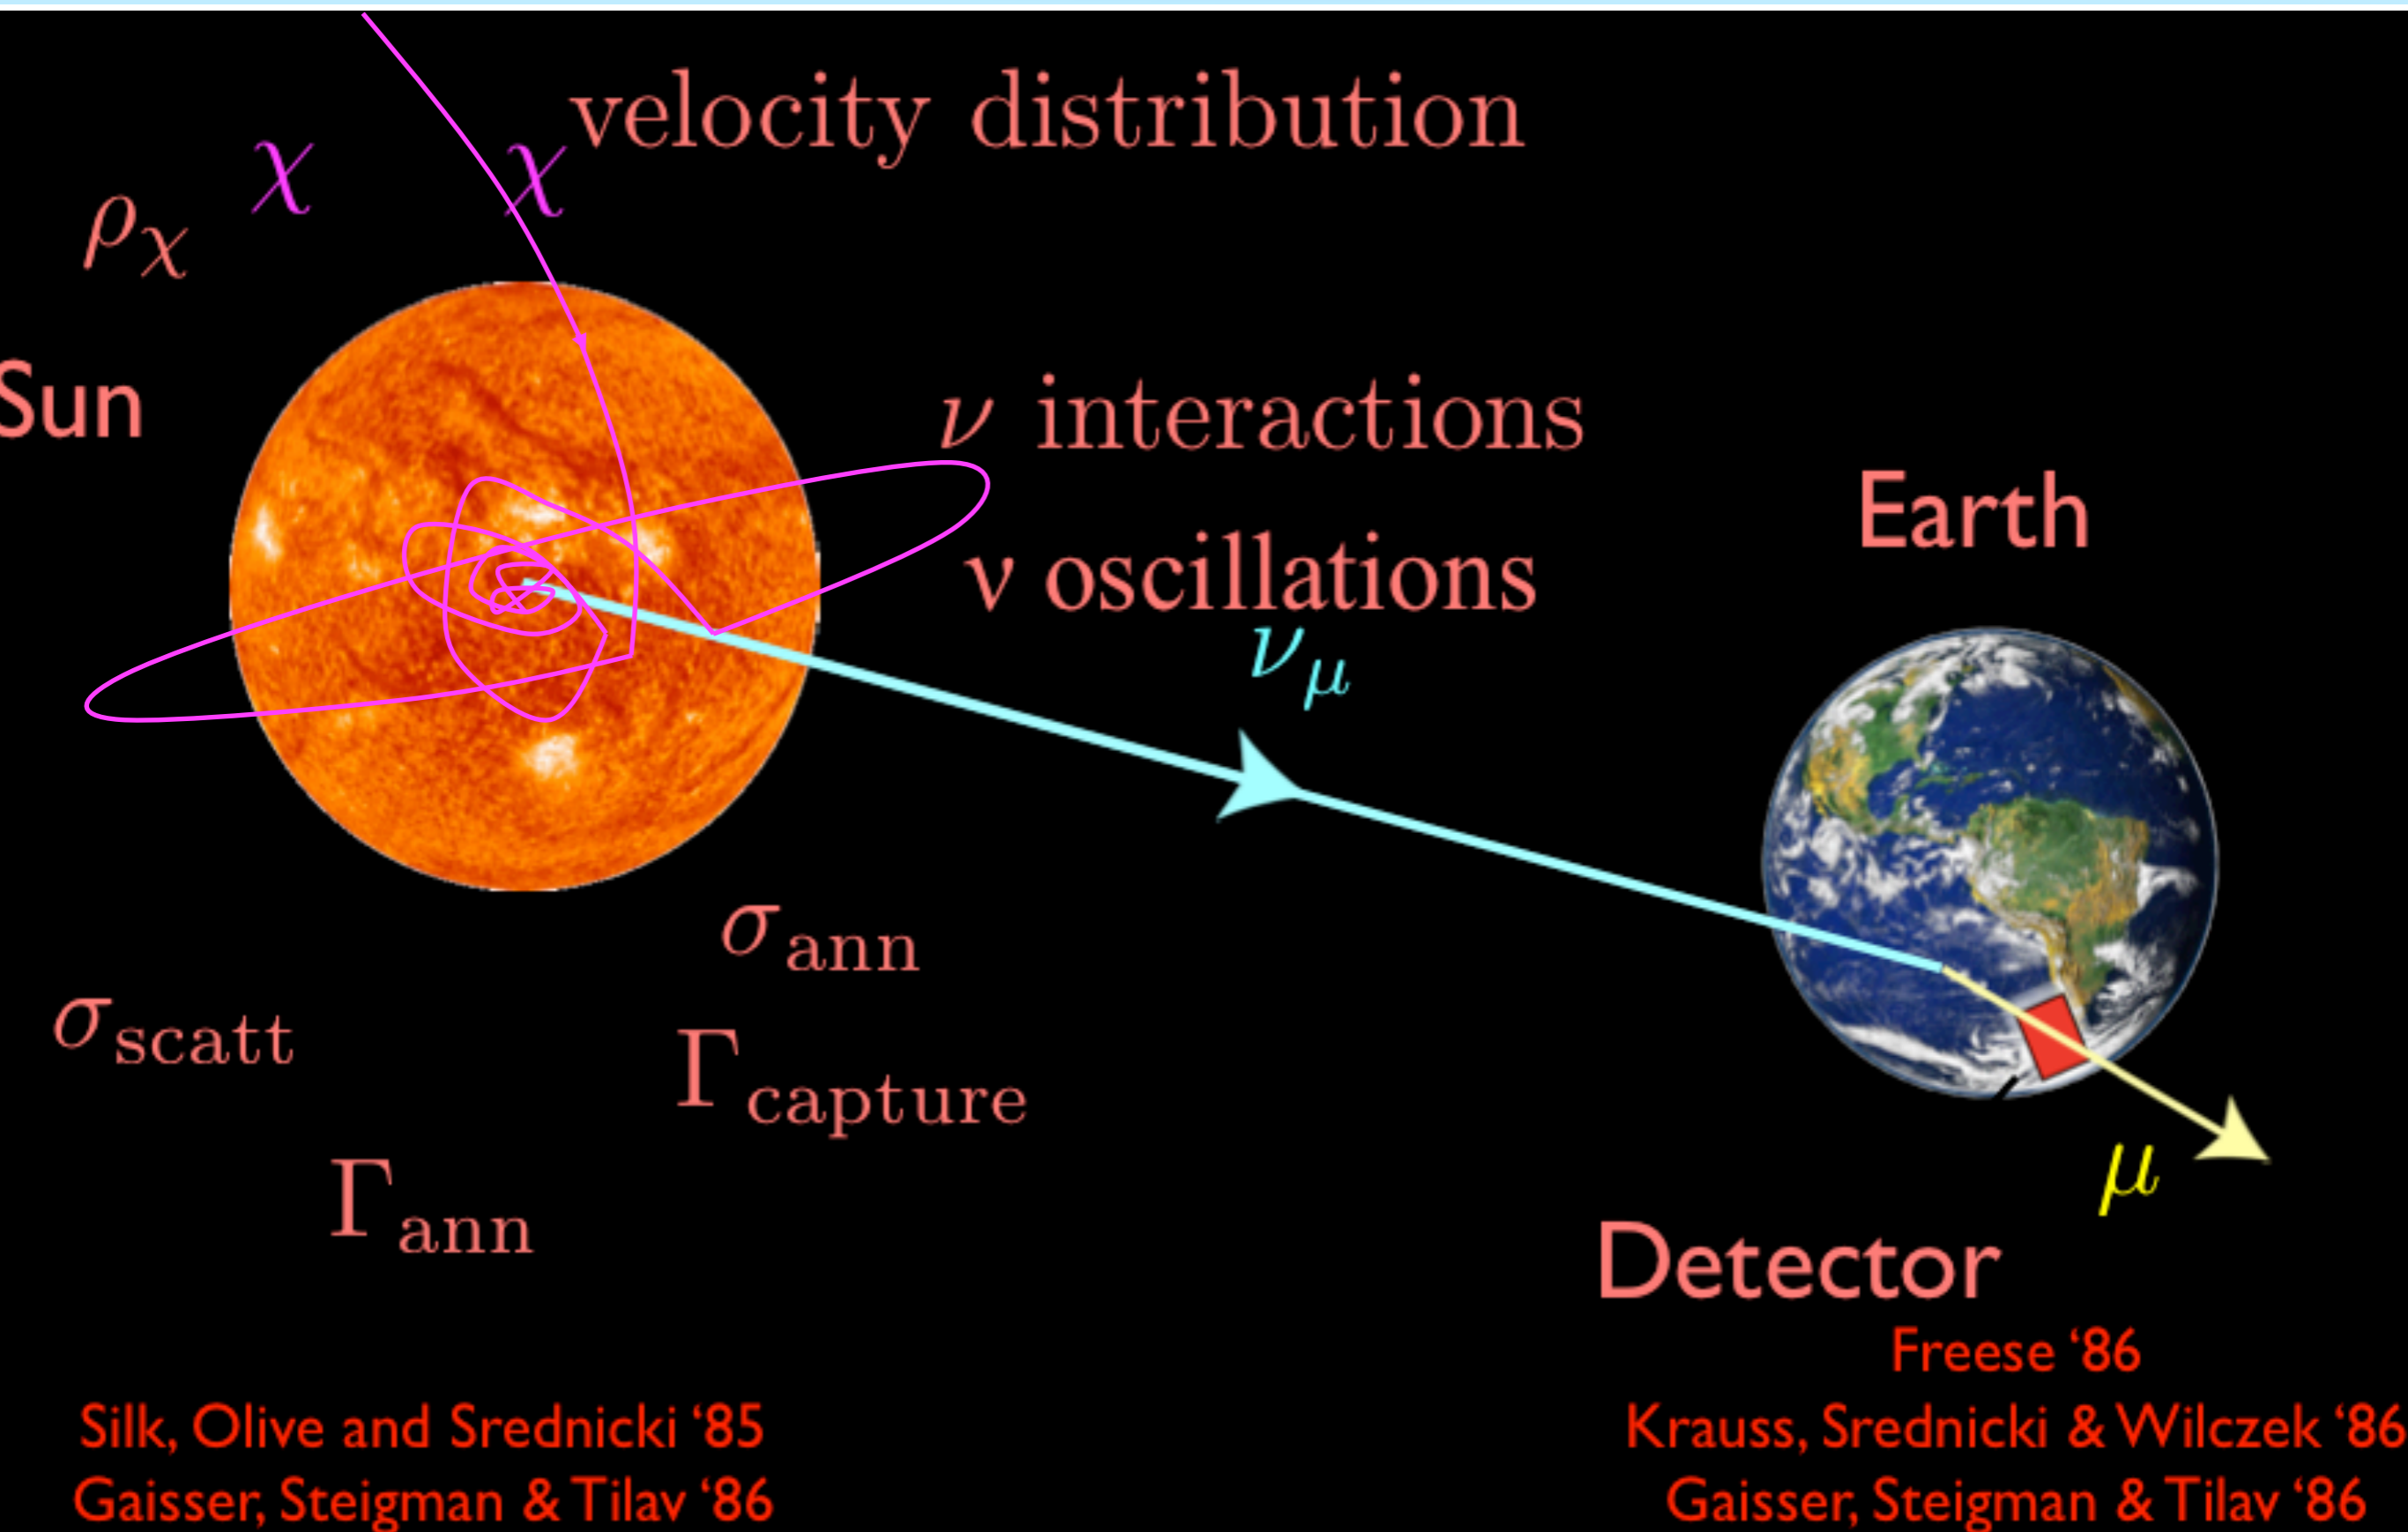 velocity distribution
χ
χ
ρχ
Sun
ν interactions
ν oscillations
νμ
Earth
σann
σscatt
Γcapture
Γann
μ
Detector
Freese ‘86
Silk, Olive and Srednicki ‘85
Krauss, Srednicki & Wilczek ‘86
Gaisser, Steigman & Tilav ‘86
Gaisser, Steigman & Tilav ‘86